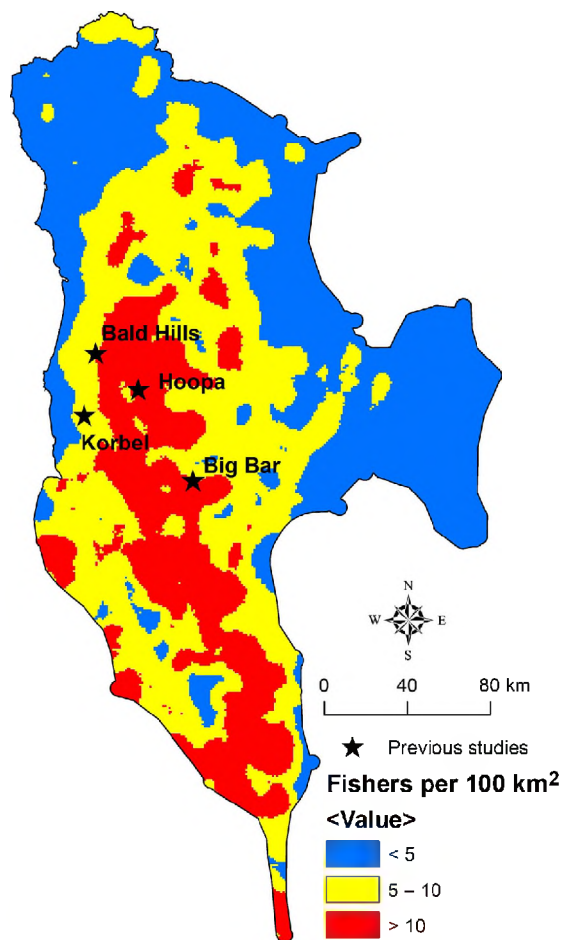 Bald Hills
Hoopa
Korbel
Big Bar
N
W E
S
0 40 80 km
Previous studies
Fishers per 100 km²
<Value>
< 5
5 – 10
> 10